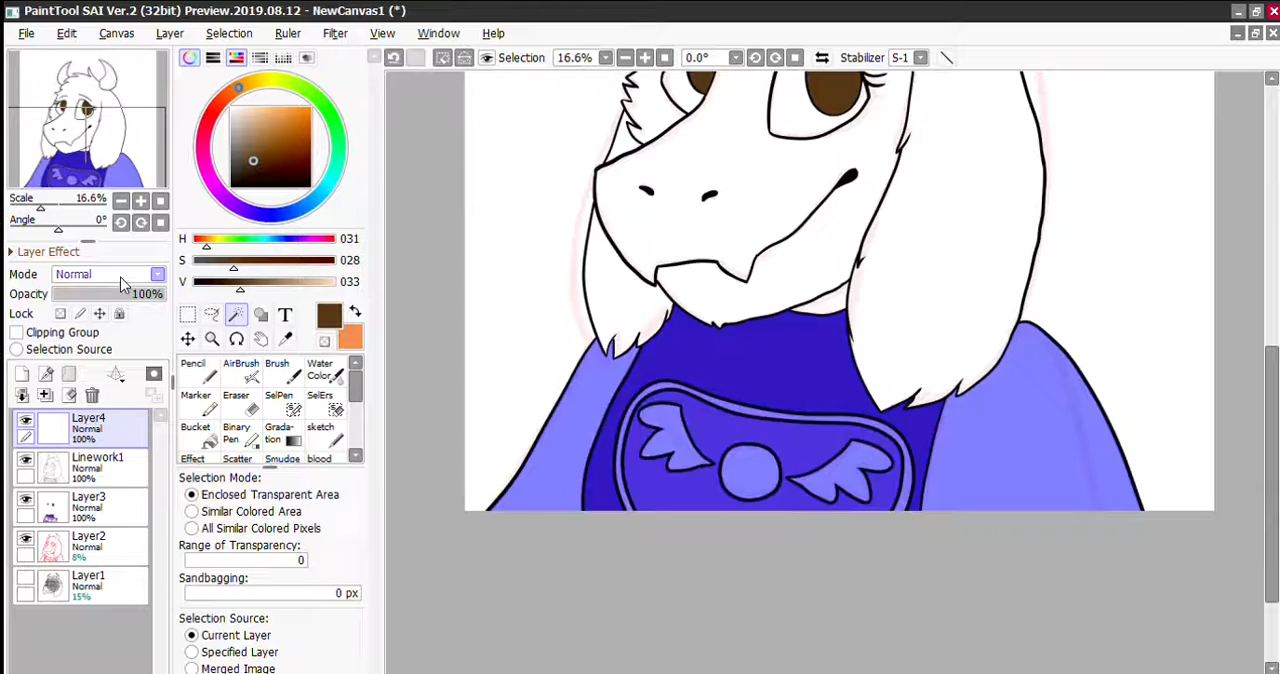 PaintTool SAI Ver.2 (32bit) Preview.2019.08.12 - NewCanvas1 (*)
File Edit Canvas Layer Selection Ruler Filter View Window Help
Selection 16.6% 0.0° Stabilizer S-1
Scale 16.6%
Angle 0°
Layer Effect
Mode Normal
Opacity 100%
Lock
Clipping Group
Selection Source
Layer4
Normal
100%
Linework1
Normal
100%
Layer3
Normal
100%
Layer2
Normal
8%
Layer1
Normal
15%
H 031
S 028
V 033
T
Pencil AirBrush Brush Water Color
Marker Eraser SelPen SelErs
Bucket Binary Pen Grada-tion sketch
Effect Scatter Smudge blood
Selection Mode:
Enclosed Transparent Area
Similar Colored Area
All Similar Colored Pixels
Range of Transparency:
0
Sandbagging:
0 px
Selection Source:
Current Layer
Specified Layer
Merged Image